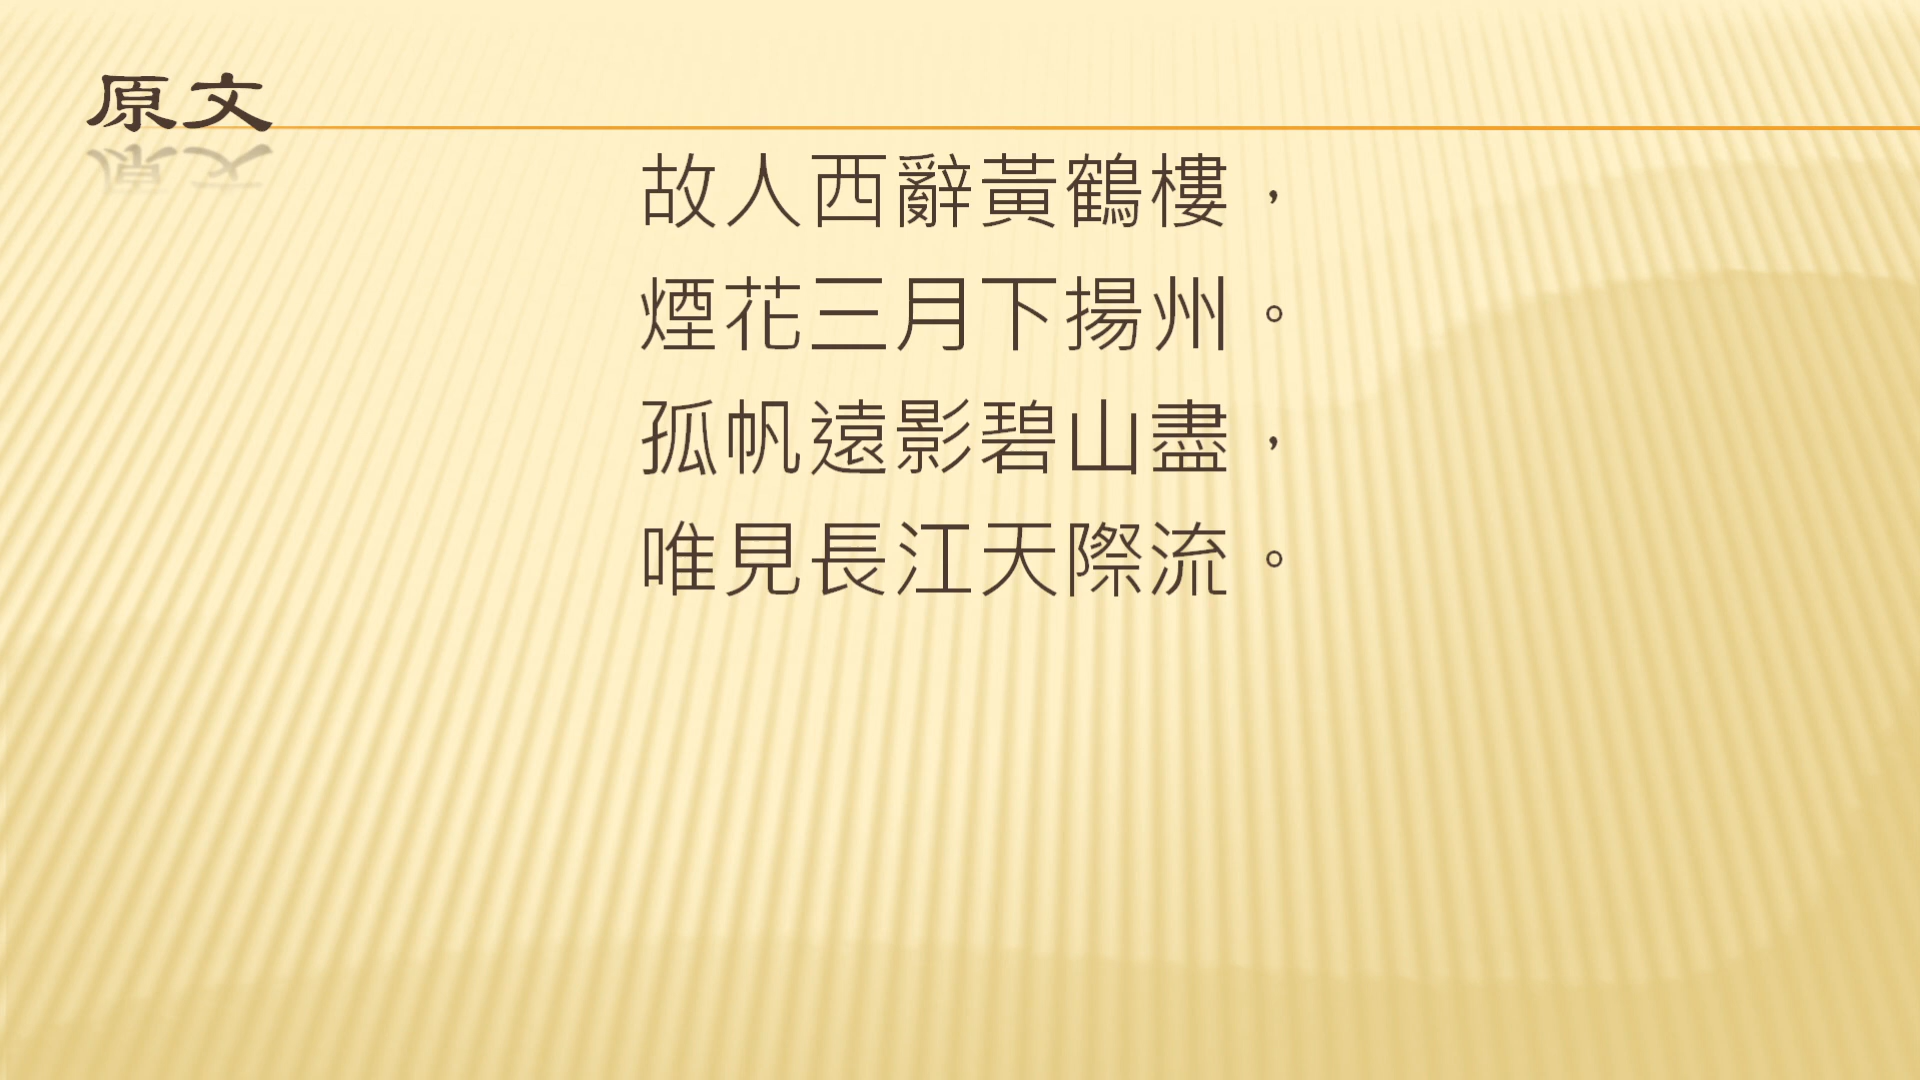 原文
故人西辭黃鶴樓，
煙花三月下揚州。
孤帆遠影碧山盡，
唯見長江天際流。